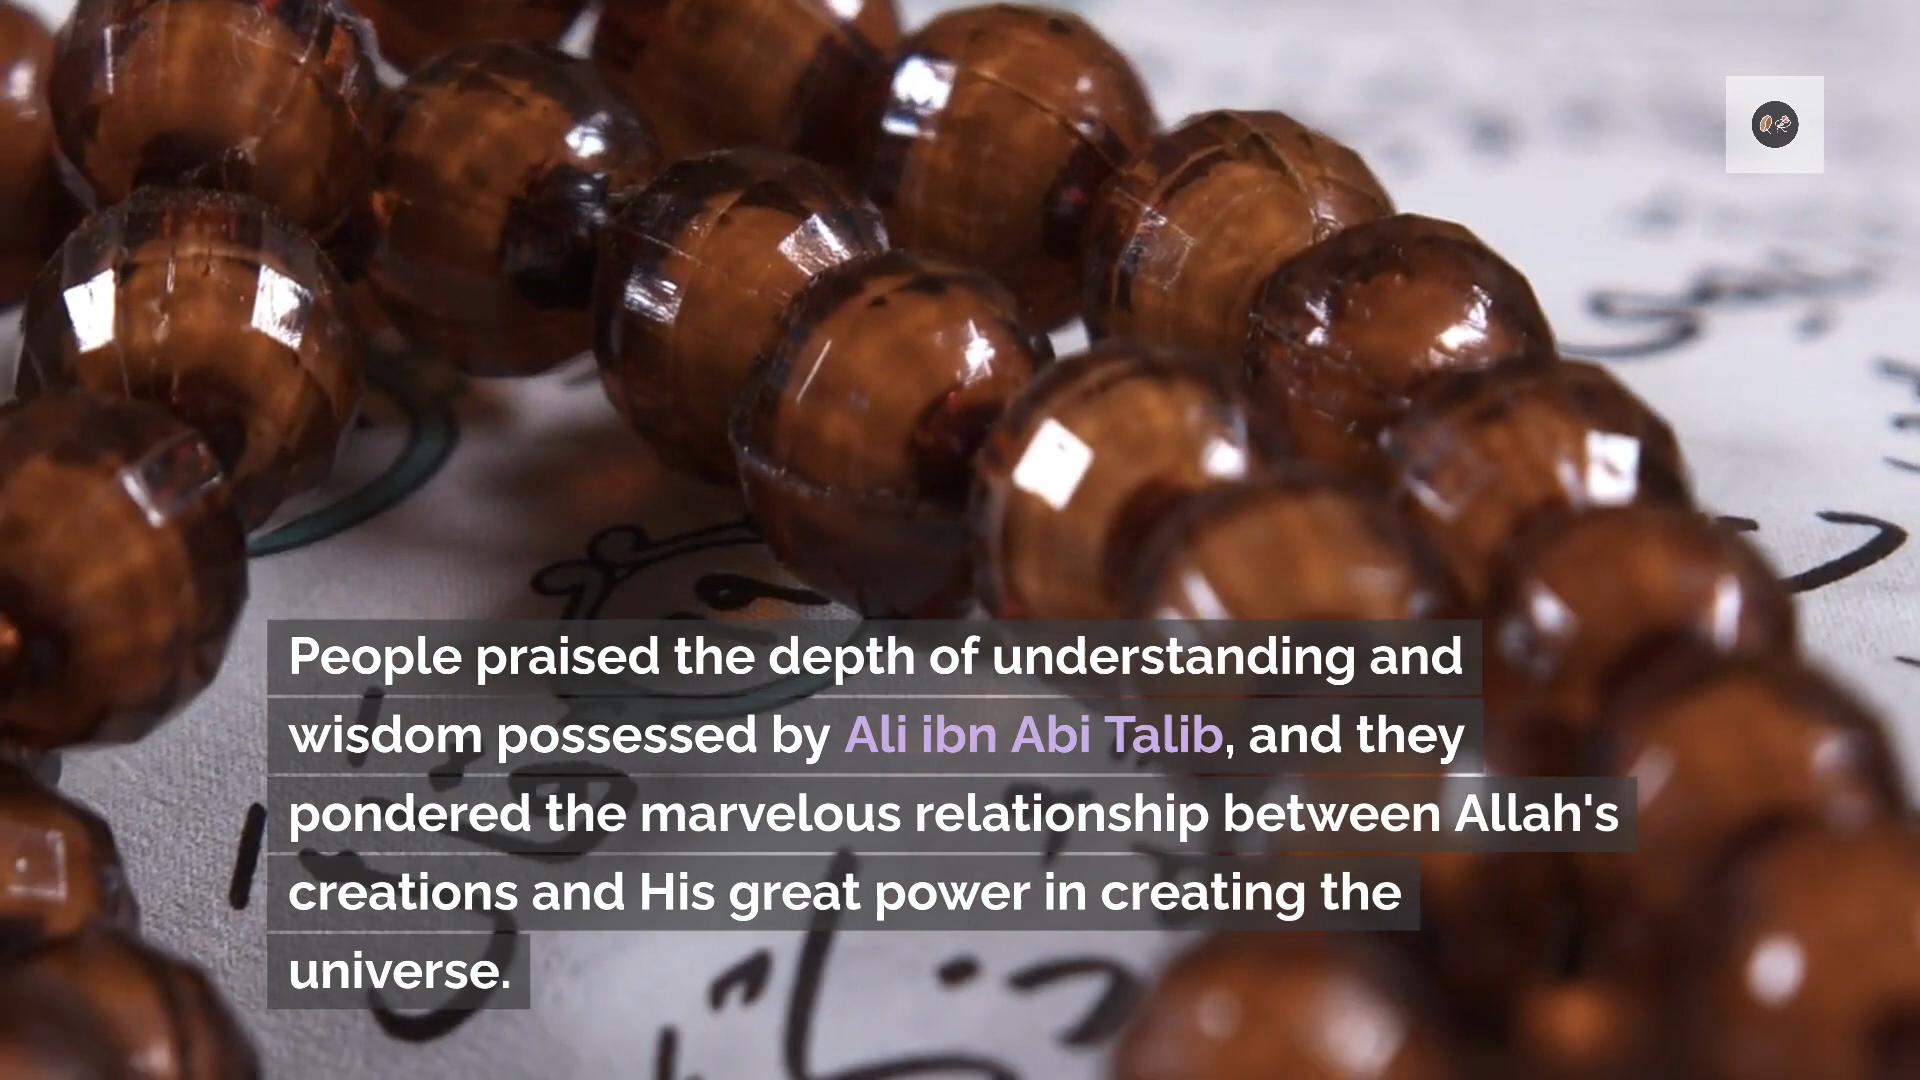 People praised the depth of understanding and
wisdom possessed by Ali ibn Abi Talib, and they
pondered the marvelous relationship between Allah's
creations and His great power in creating the
universe.